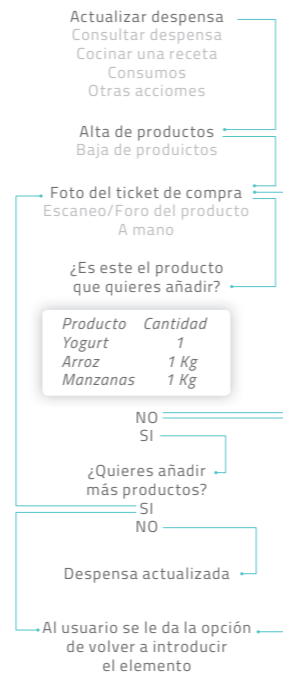 Actualizar despensa
Consultar despensa
Cocinar una receta
Consumos
Otras acciomes
Alta de productos
Baja de produictos
Foto del ticket de compra
Escaneo/Foro del producto
A mano
¿Es este el producto
que quieres añadir?
Producto Cantidad
Yogurt 1
Arroz 1 Kg
Manzanas 1 Kg
NO
SI
¿Quieres añadir
más productos?
SI
NO
Despensa actualizada
Al usuario se le da la opción
de volver a introducir
el elemento